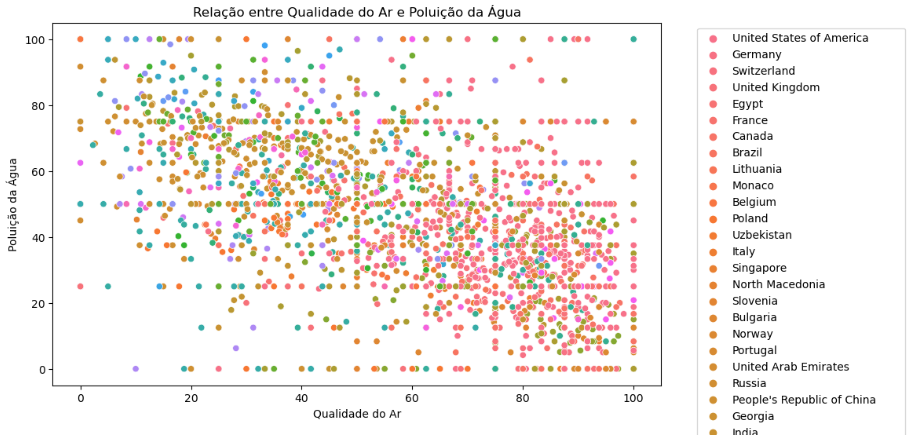 Relação entre Qualidade do Ar e Poluição da Água
100
80
60
40
20
0
Poluição da Água
0
20
40
60
80
100
Qualidade do Ar
United States of America
Germany
Switzerland
United Kingdom
Egypt
France
Canada
Brazil
Lithuania
Monaco
Belgium
Poland
Uzbekistan
Italy
Singapore
North Macedonia
Slovenia
Bulgaria
Norway
Portugal
United Arab Emirates
Russia
People's Republic of China
Georgia
India